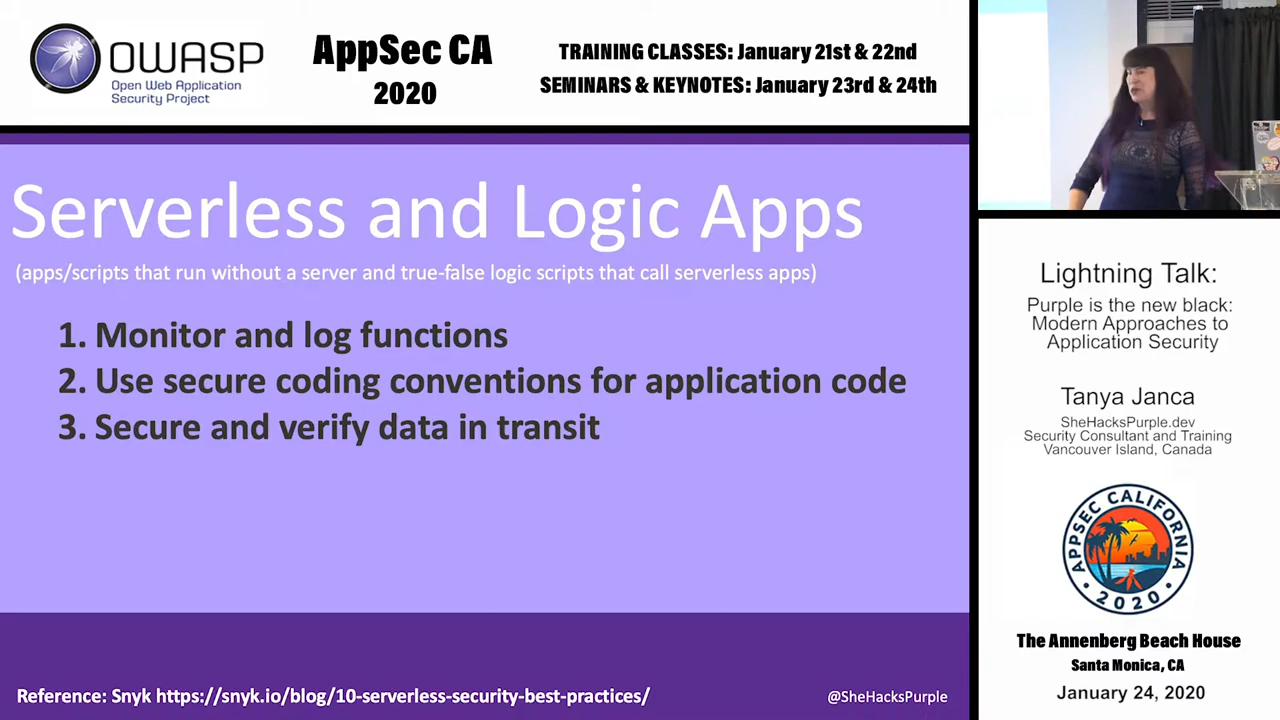 OWASP
Open Web Application
Security Project
AppSec CA
2020
TRAINING CLASSES: January 21st & 22nd
SEMINARS & KEYNOTES: January 23rd & 24th
Serverless and Logic Apps
(apps/scripts that run without a server and true-false logic scripts that call serverless apps)
1. Monitor and log functions
2. Use secure coding conventions for application code
3. Secure and verify data in transit
Reference: Snyk https://snyk.io/blog/10-serverless-security-best-practices/
@SheHacksPurple
Lightning Talk:
Purple is the new black:
Modern Approaches to
Application Security
Tanya Janca
SheHacksPurple.dev
Security Consultant and Training
Vancouver Island, Canada
APPSEC CALIFORNIA
• 2020 •
The Annenberg Beach House
Santa Monica, CA
January 24, 2020